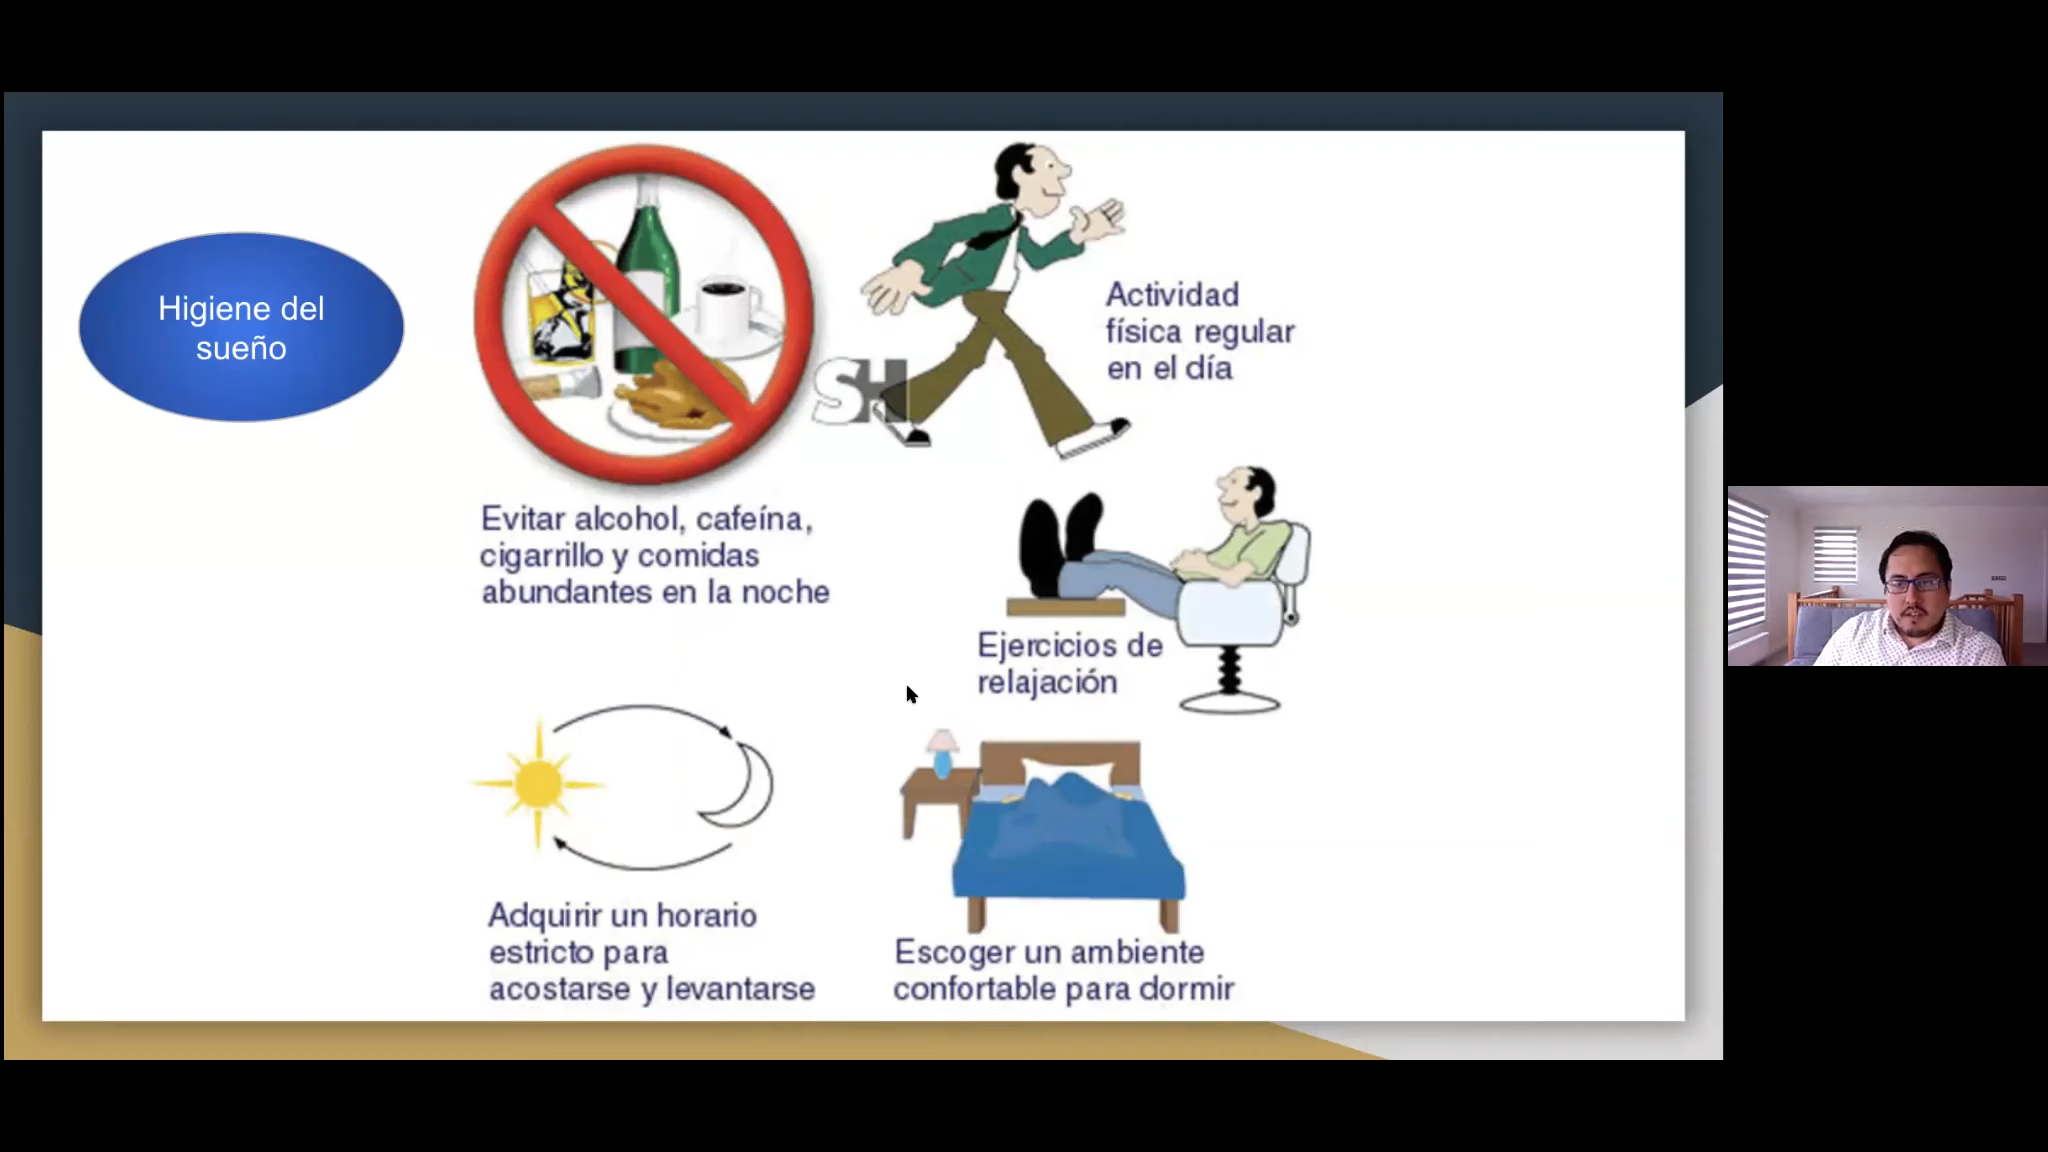 Higiene del
sueño
SH
Actividad
física regular
en el día
Evitar alcohol, cafeína,
cigarrillo y comidas
abundantes en la noche
Ejercicios de
relajación
Adquirir un horario
estricto para
acostarse y levantarse
Escoger un ambiente
confortable para dormir